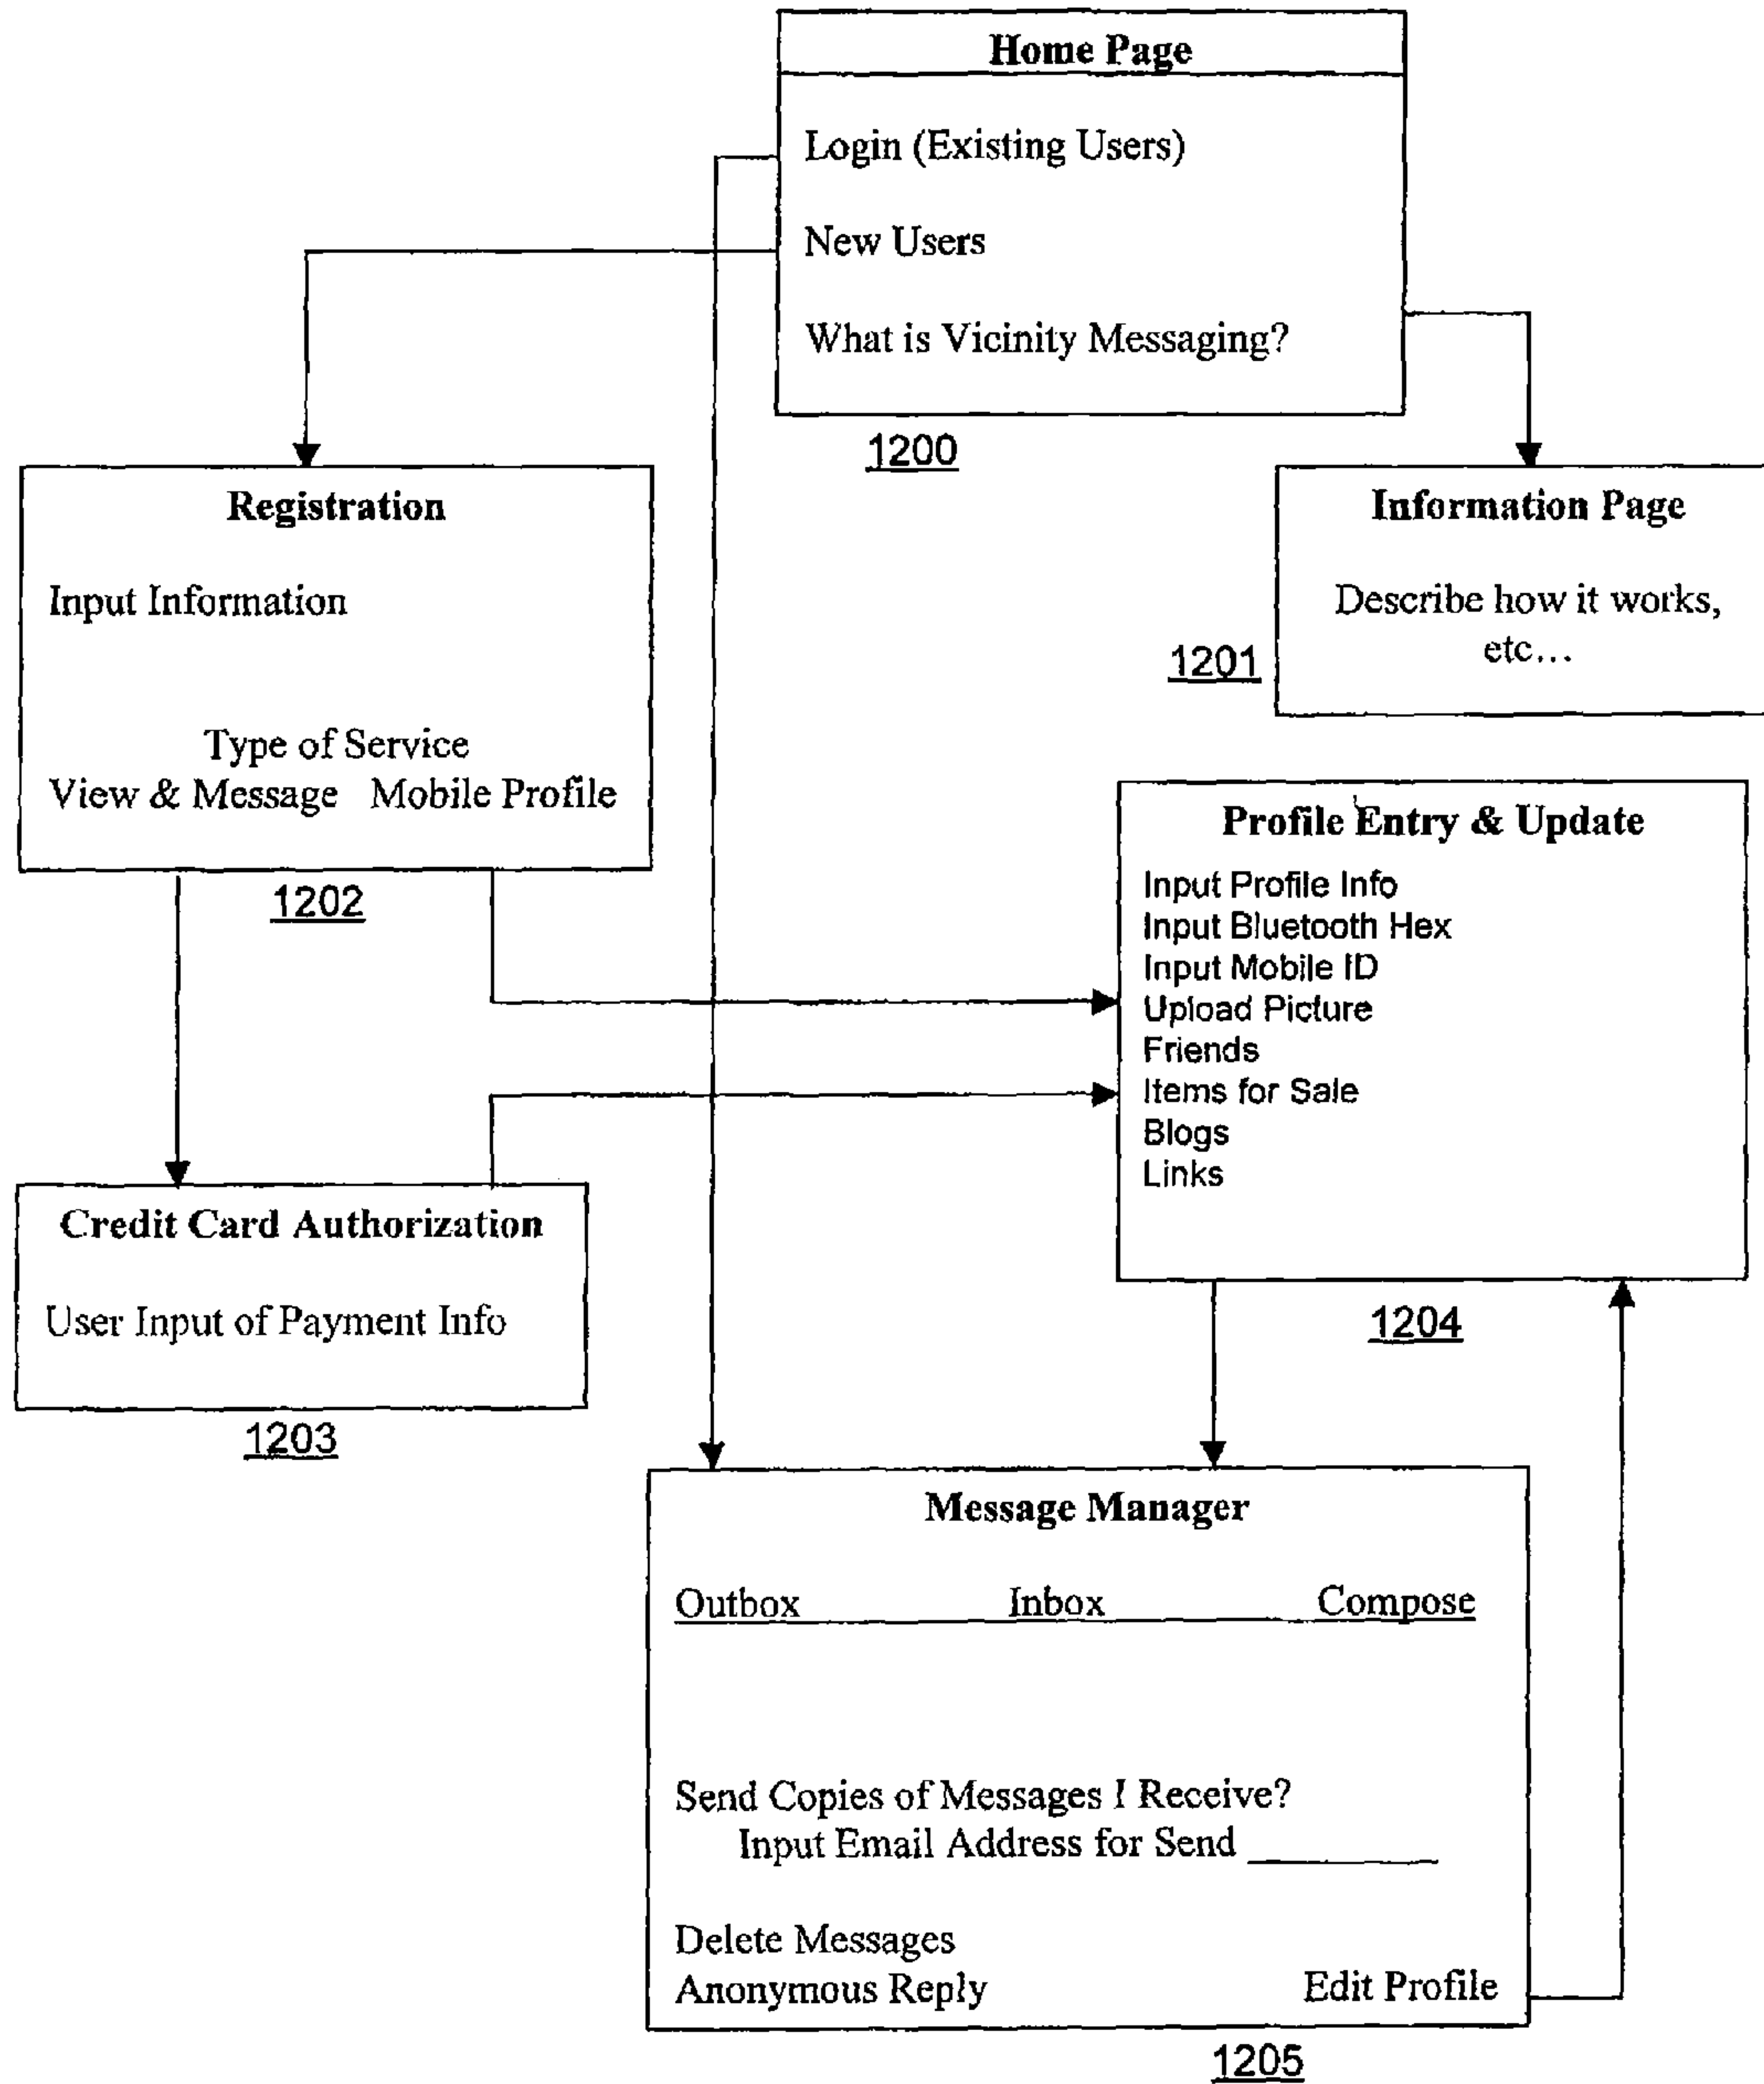 Home Page
Login (Existing Users)
New Users
What is Vicinity Messaging?
1200
Registration
Input Information
Type of Service
View & Message Mobile Profile
1202
Information Page
Describe how it works,
etc...
1201
Profile Entry & Update
Input Profile Info
Input Bluetooth Hex
Input Mobile ID
Upload Picture
Friends
Items for Sale
Blogs
Links
1204
Credit Card Authorization
User Input of Payment Info
1203
Message Manager
Outbox Inbox Compose
Send Copies of Messages I Receive?
Input Email Address for Send __________
Delete Messages
Anonymous Reply Edit Profile
1205